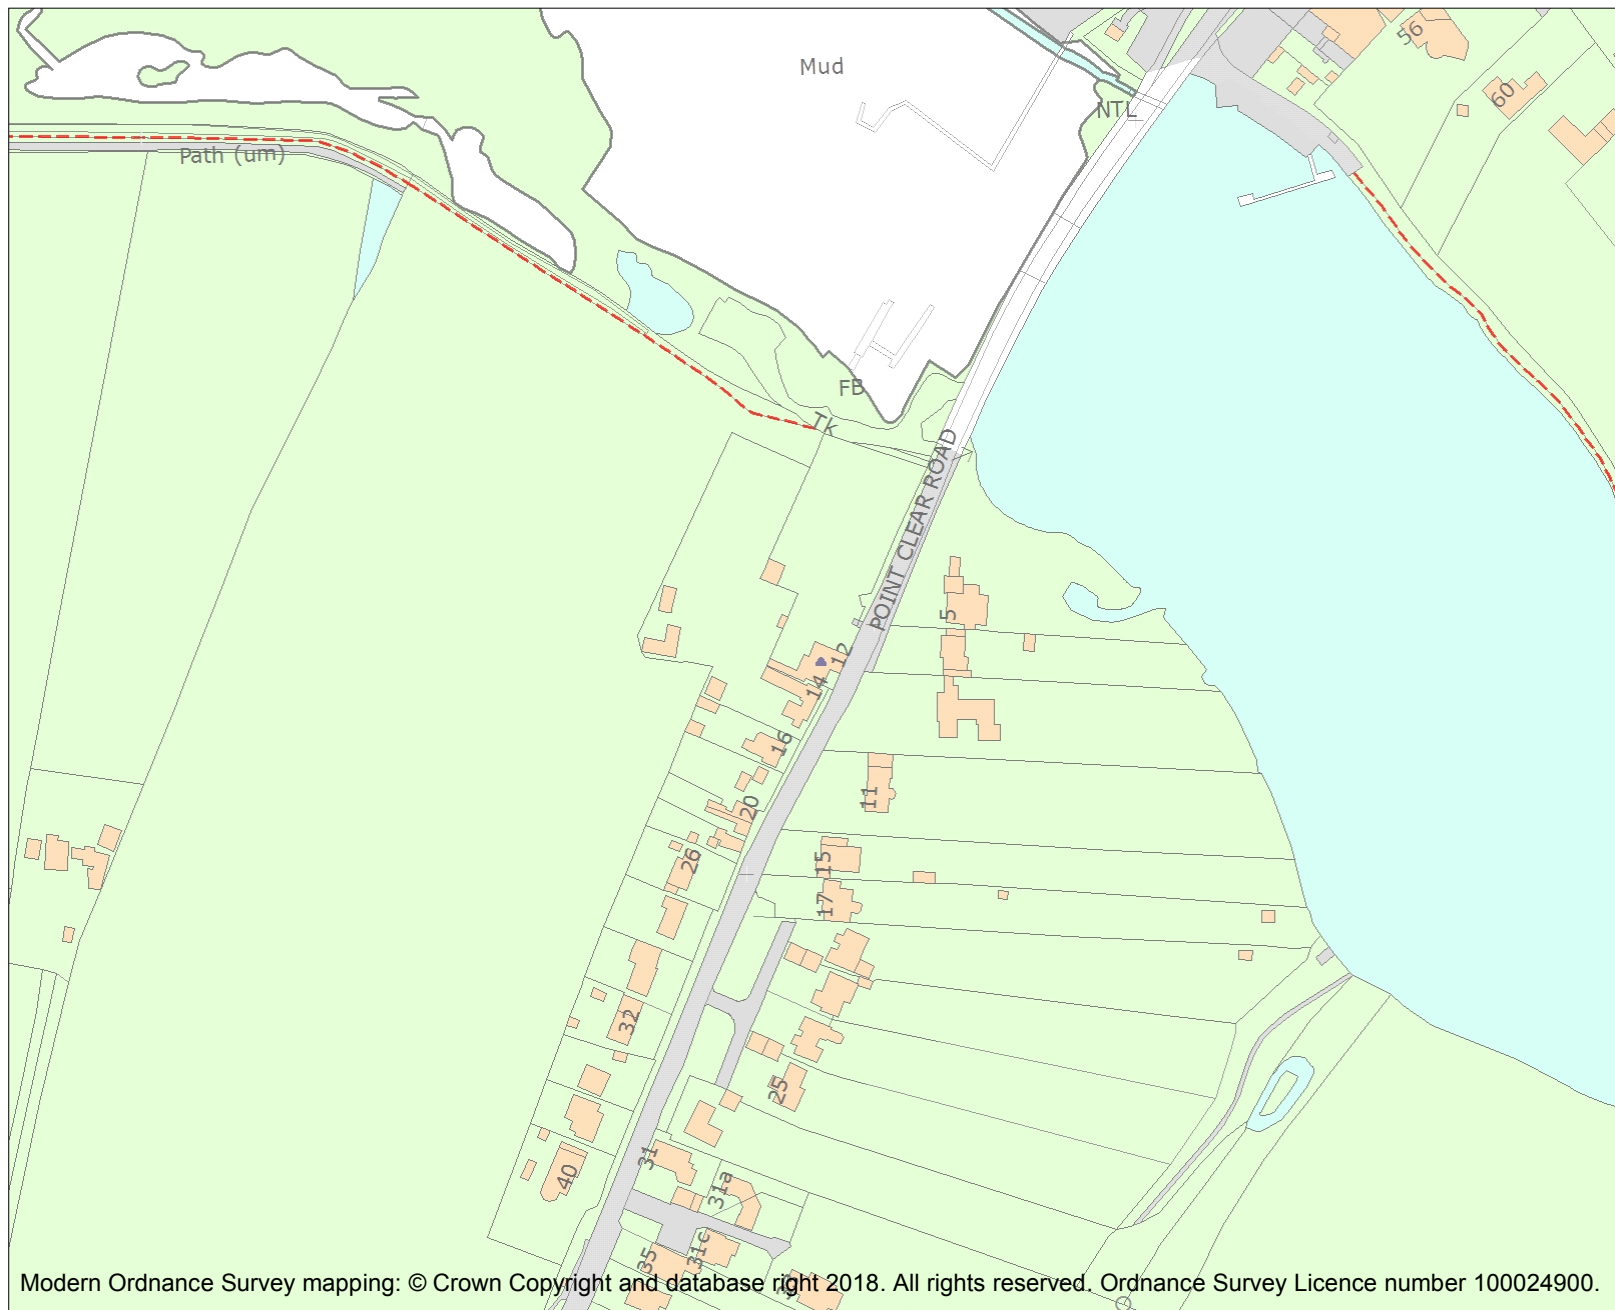 56
Mud
60
NTL
Path (um)
FB
Tk
POINT CLEAR ROAD
5
12
14
16
11
20
15
26
17
32
25
31
40
31a
31c
35
Modern Ordnance Survey mapping: © Crown Copyright and database right 2018. All rights reserved. Ordnance Survey Licence number 100024900.